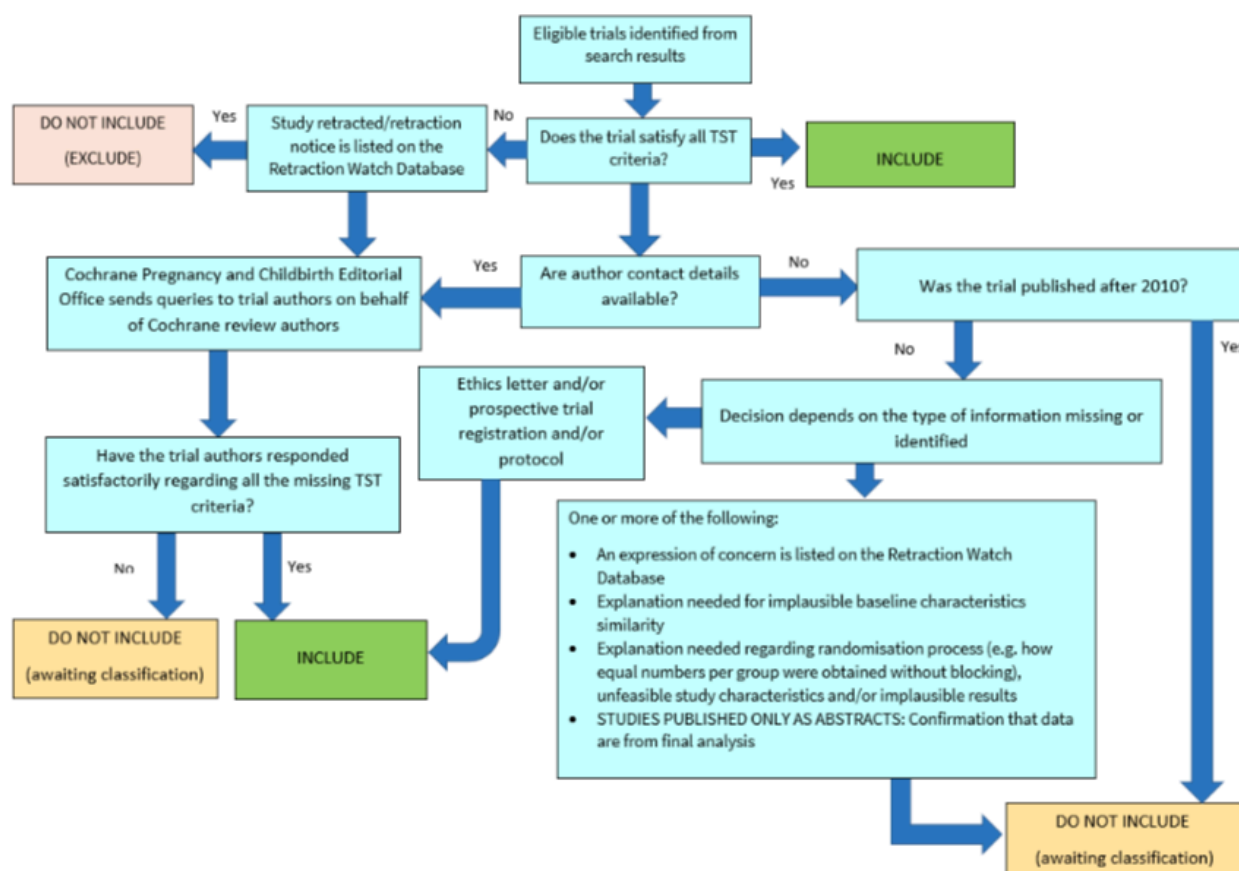 Eligible trials identified from
search results
DO NOT INCLUDE
(EXCLUDE)
Yes
Study retracted/retraction
notice is listed on the
Retraction Watch Database
No
Does the trial satisfy all TST
criteria?
Yes
INCLUDE
Cochrane Pregnancy and Childbirth Editorial
Office sends queries to trial authors on behalf
of Cochrane review authors
Yes
Are author contact details
available?
No
Was the trial published after 2010?
No
Yes
Ethics letter and/or
prospective trial
registration and/or
protocol
Decision depends on the type of information missing or
identified
Have the trial authors responded
satisfactorily regarding all the missing TST
criteria?
One or more of the following:
• An expression of concern is listed on the Retraction Watch
Database
• Explanation needed for implausible baseline characteristics
similarity
• Explanation needed regarding randomisation process (e.g. how
equal numbers per group were obtained without blocking),
unfeasible study characteristics and/or implausible results
• STUDIES PUBLISHED ONLY AS ABSTRACTS: Confirmation that data
are from final analysis
No
Yes
DO NOT INCLUDE
(awaiting classification)
INCLUDE
DO NOT INCLUDE
(awaiting classification)